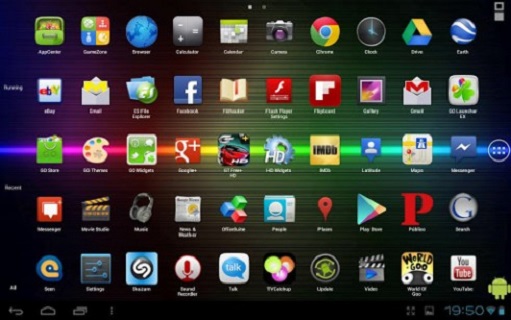 AppCenter GameZone Browser Calculator Calendar Camera Chrome Clock Drive Earth
Running
eBay Email ES File Explorer Facebook FBReader Flash Player Settings Flipboard Gallery Gmail GO Launcher EX
GO Store GO Themes GO Widgets Google+ GT Racing HD HD Widgets IMDb Latitude Maps Messenger
Recent
Messenger Movie Studio Music News & Weather OfficeSuite People Places Play Store Publikoo Search
All
Settings Shazam Sound Recorder Talk TVCatchup Update Video World Of Goo YouTube
19:50